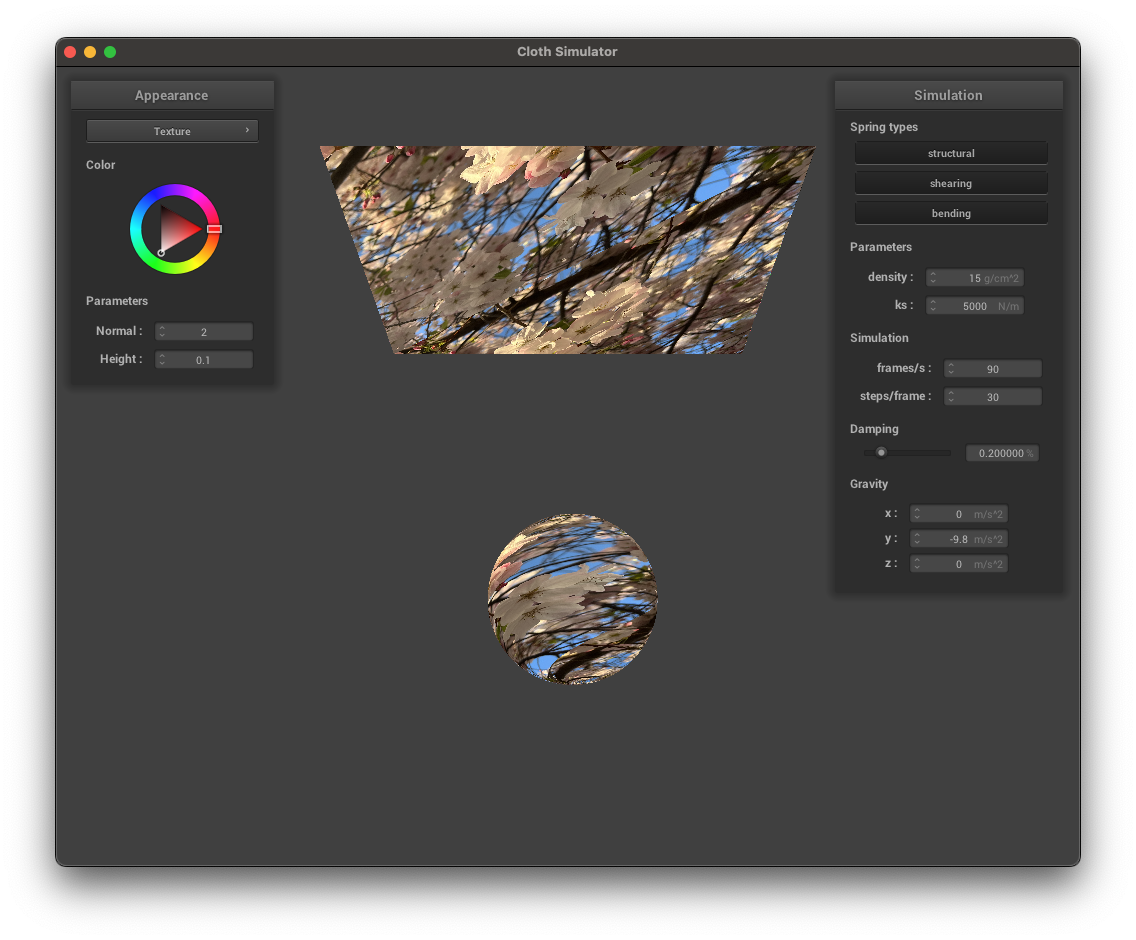 Cloth Simulator
Appearance
Texture
Color
Parameters
Normal : 2
Height : 0.1
Simulation
Spring types
structural
shearing
bending
Parameters
density : 15 g/cm^2
ks : 5000 N/m
Simulation
frames/s : 90
steps/frame : 30
Damping
0.200000 %
Gravity
x : 0 m/s^2
y : -9.8 m/s^2
z : 0 m/s^2